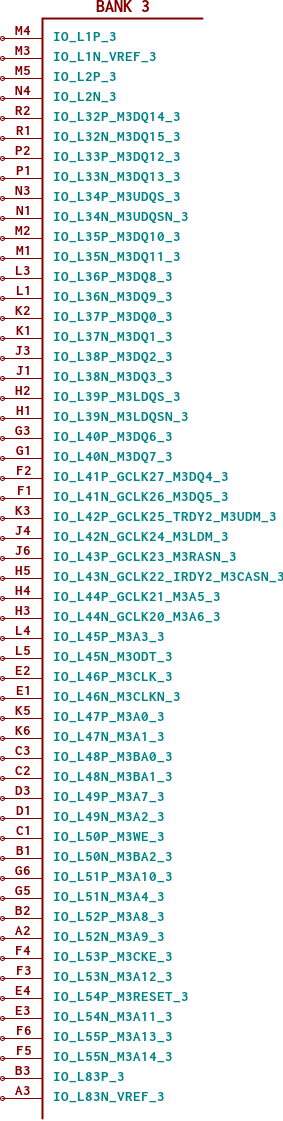 BANK 3
M4 IO_L1P_3
M3 IO_L1N_VREF_3
M5 IO_L2P_3
N4 IO_L2N_3
R2 IO_L32P_M3DQ14_3
R1 IO_L32N_M3DQ15_3
P2 IO_L33P_M3DQ12_3
P1 IO_L33N_M3DQ13_3
N3 IO_L34P_M3UDQS_3
N1 IO_L34N_M3UDQSN_3
M2 IO_L35P_M3DQ10_3
M1 IO_L35N_M3DQ11_3
L3 IO_L36P_M3DQ8_3
L1 IO_L36N_M3DQ9_3
K2 IO_L37P_M3DQ0_3
K1 IO_L37N_M3DQ1_3
J3 IO_L38P_M3DQ2_3
J1 IO_L38N_M3DQ3_3
H2 IO_L39P_M3LDQS_3
H1 IO_L39N_M3LDQSN_3
G3 IO_L40P_M3DQ6_3
G1 IO_L40N_M3DQ7_3
F2 IO_L41P_GCLK27_M3DQ4_3
F1 IO_L41N_GCLK26_M3DQ5_3
K3 IO_L42P_GCLK25_TRDY2_M3UDM_3
J4 IO_L42N_GCLK24_M3LDM_3
J6 IO_L43P_GCLK23_M3RASN_3
H5 IO_L43N_GCLK22_IRDY2_M3CASN_3
H4 IO_L44P_GCLK21_M3A5_3
H3 IO_L44N_GCLK20_M3A6_3
L4 IO_L45P_M3A3_3
L5 IO_L45N_M3ODT_3
E2 IO_L46P_M3CLK_3
E1 IO_L46N_M3CLKN_3
K5 IO_L47P_M3A0_3
K6 IO_L47N_M3A1_3
C3 IO_L48P_M3BA0_3
C2 IO_L48N_M3BA1_3
D3 IO_L49P_M3A7_3
D1 IO_L49N_M3A2_3
C1 IO_L50P_M3WE_3
B1 IO_L50N_M3BA2_3
G6 IO_L51P_M3A10_3
G5 IO_L51N_M3A4_3
B2 IO_L52P_M3A8_3
A2 IO_L52N_M3A9_3
F4 IO_L53P_M3CKE_3
F3 IO_L53N_M3A12_3
E4 IO_L54P_M3RESET_3
E3 IO_L54N_M3A11_3
F6 IO_L55P_M3A13_3
F5 IO_L55N_M3A14_3
B3 IO_L83P_3
A3 IO_L83N_VREF_3